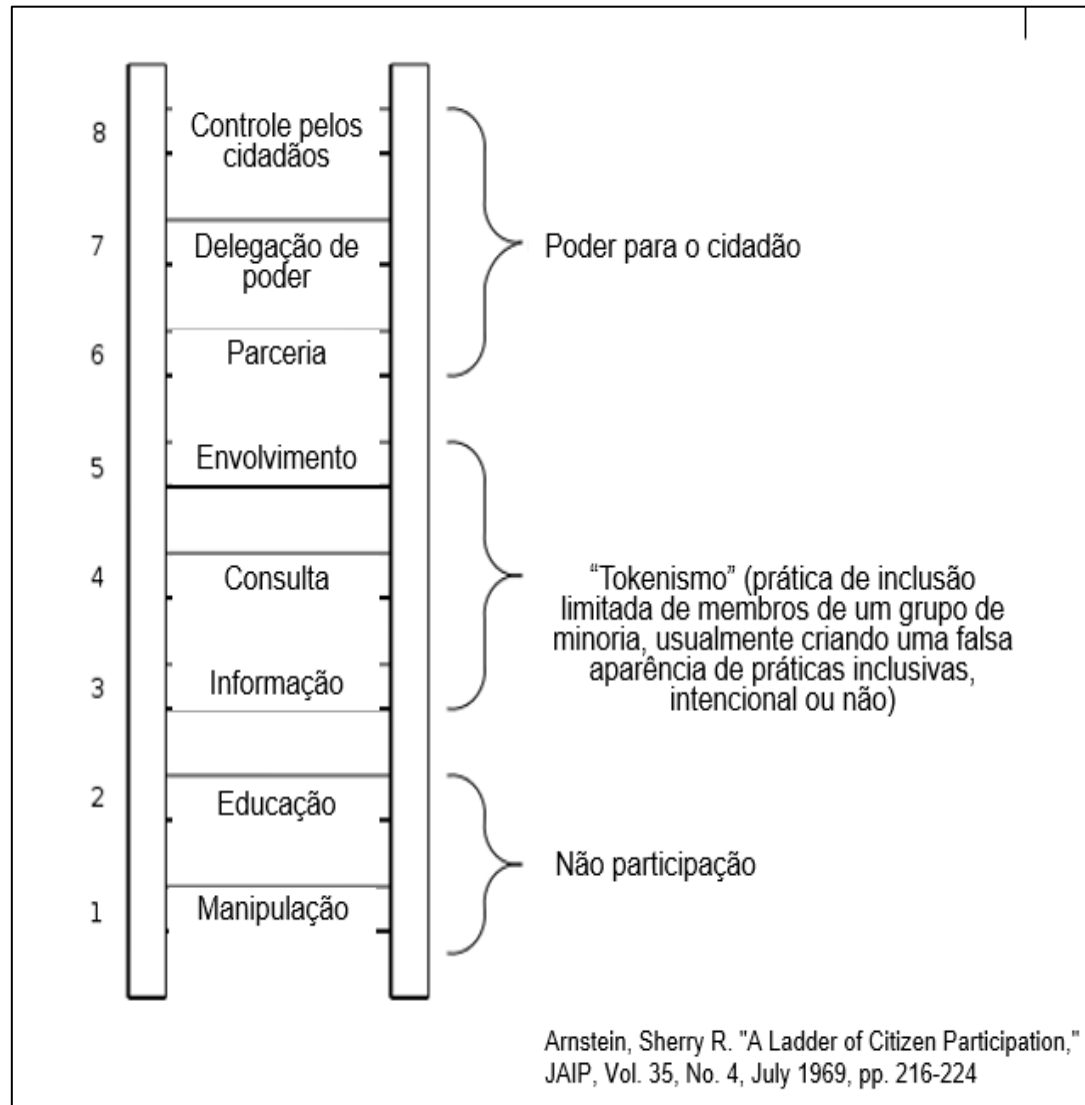 8
Controle pelos
cidadãos
7
Delegação de
poder
Poder para o cidadão
6
Parceria
5
Envolvimento
4
Consulta
“Tokenismo” (prática de inclusão
limitada de membros de um grupo de
minoria, usualmente criando uma falsa
aparência de práticas inclusivas,
intencional ou não)
3
Informação
2
Educação
Não participação
1
Manipulação
Arnstein, Sherry R. "A Ladder of Citizen Participation,"
JAIP, Vol. 35, No. 4, July 1969, pp. 216-224